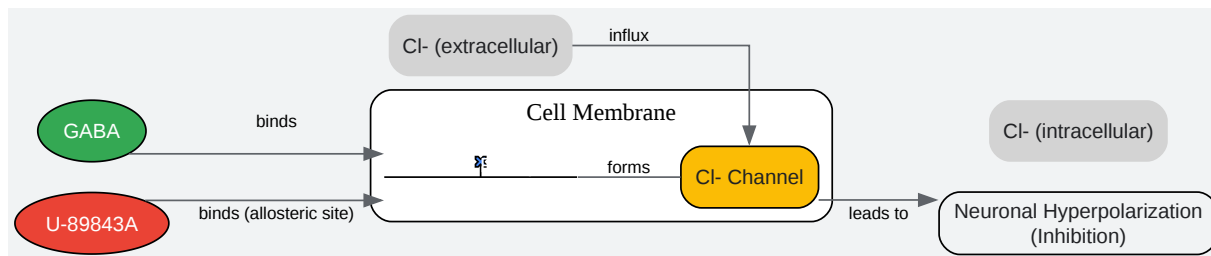 Cl- (extracellular)
influx
Cell Membrane
GABA
binds
Cl- (intracellular)
forms
Cl- Channel
U-89843A
binds (allosteric site)
leads to
Neuronal Hyperpolarization
(Inhibition)